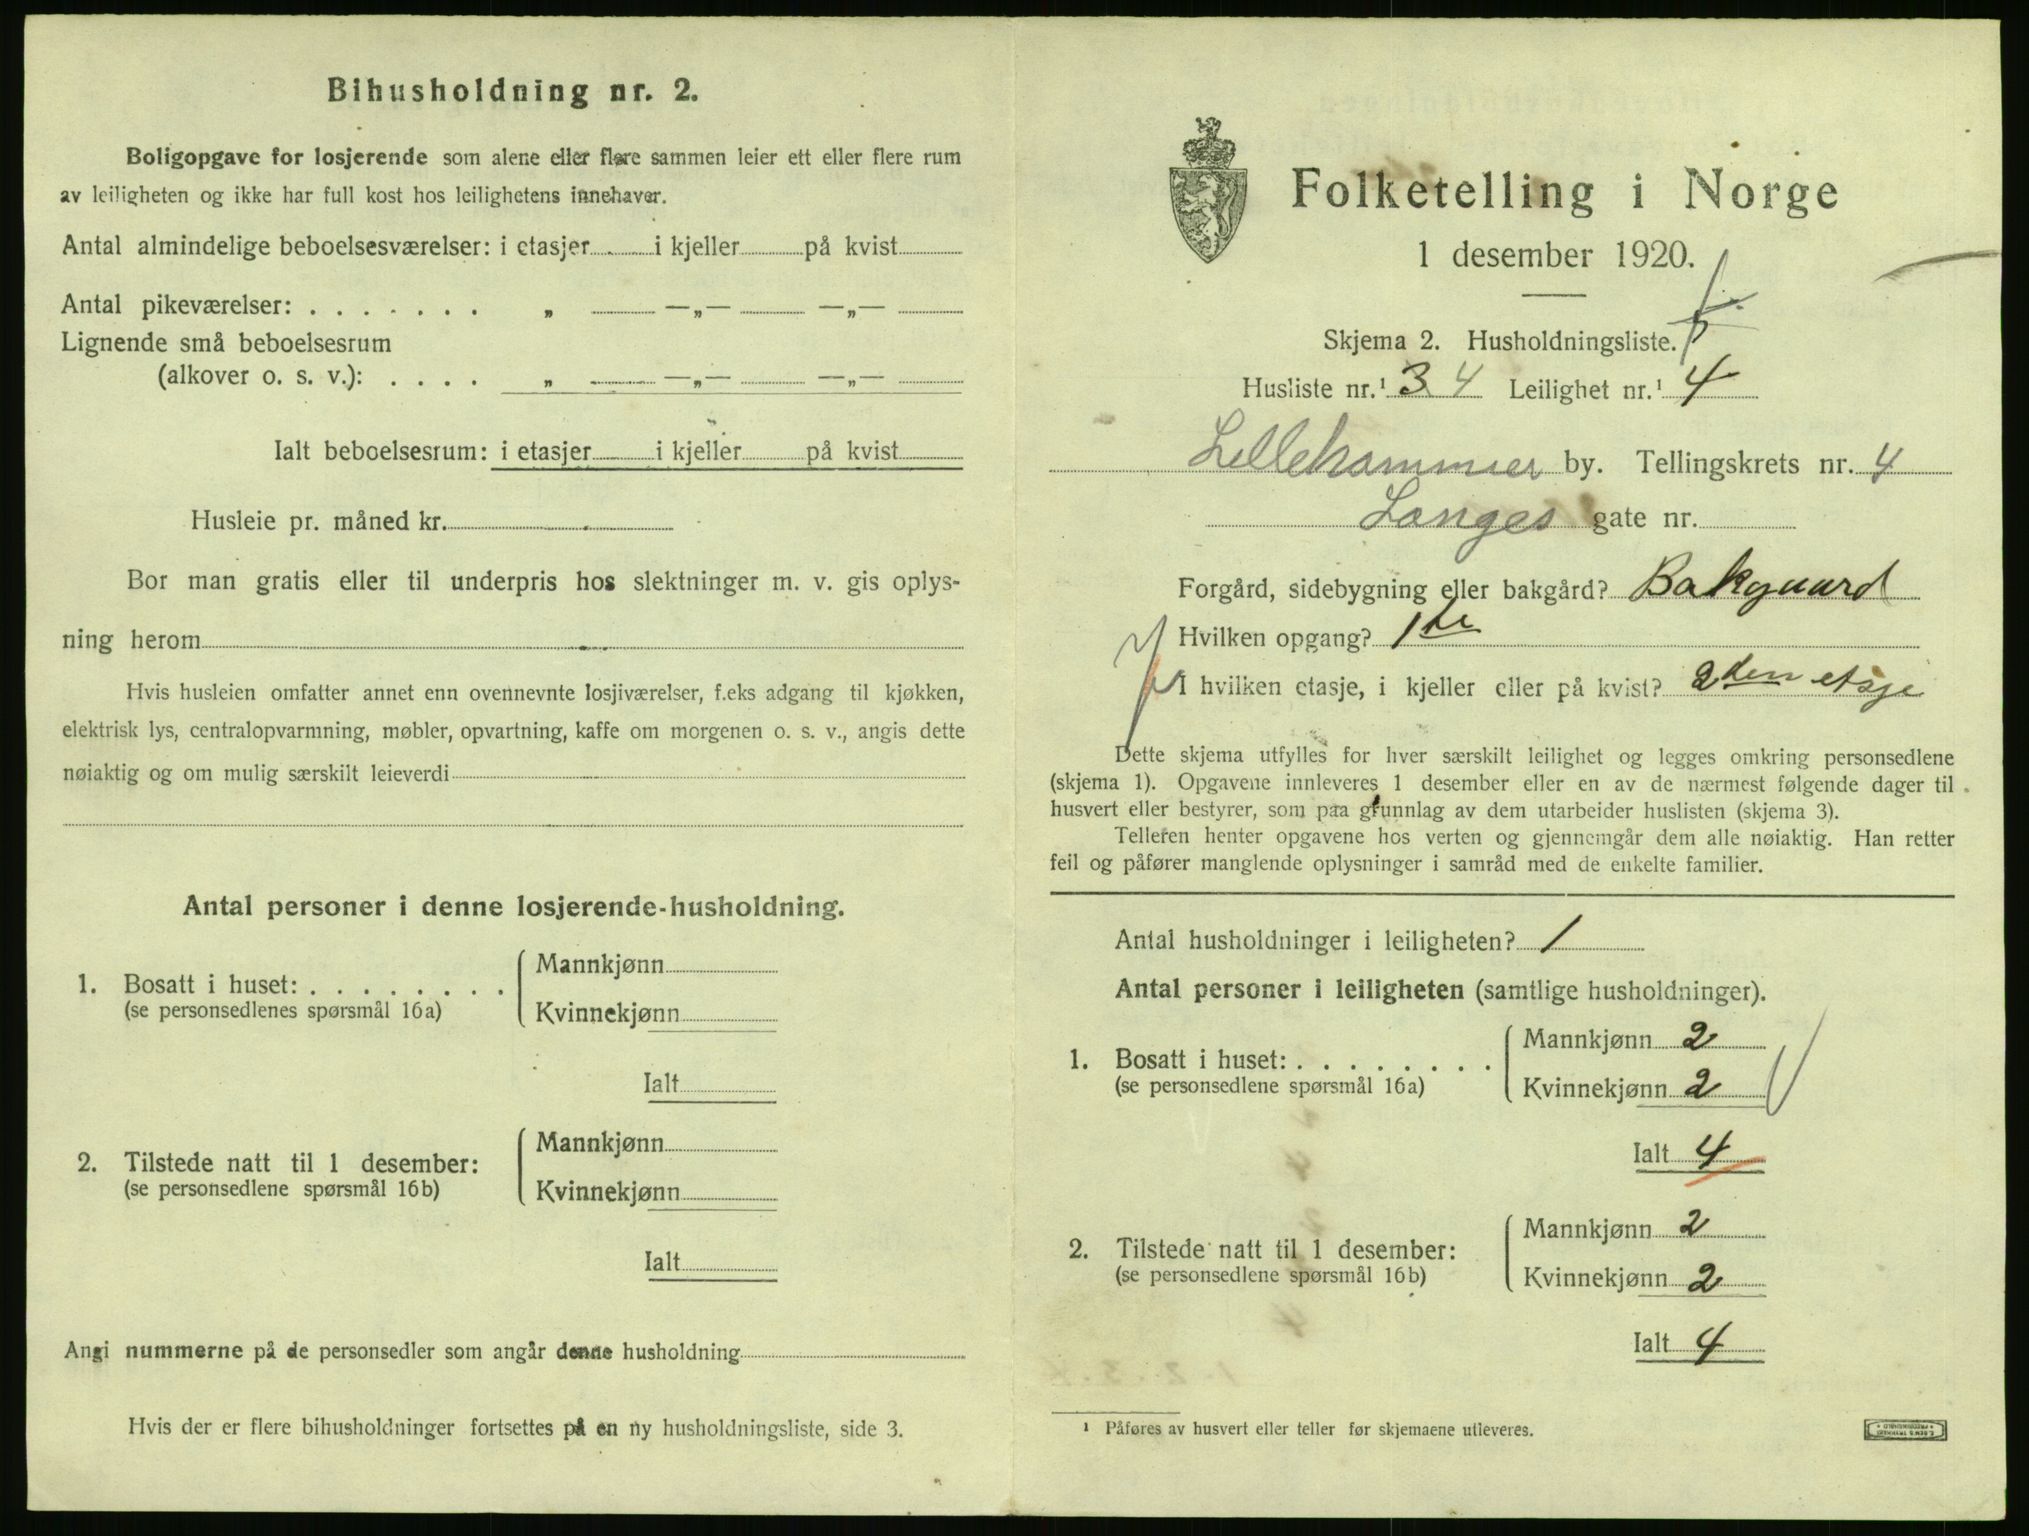 Bihusholdning nr. 2.
Boligopgave for losjerende som alene eller flere sammen leier ett eller flere rum
av leiligheten og ikke har full kost hos leilighetens innehaver.
Antal almindelige beboelsesværelser: i etasjer i kjeller på kvist
Antal pikeværelser: . . . . . . . „ —„— —„—
Lignende små beboelsesrum
(alkover o. s. v.): . . . . „ —„— —„—
Ialt beboelsesrum: i etasjer i kjeller på kvist
Husleie pr. måned kr.
Bor man gratis eller til underpris hos slektninger m. v. gis oplys-
ning herom
Hvis husleien omfatter annet enn ovennevnte losjiværelser, f.eks adgang til kjøkken,
elektrisk lys, centralopvarmning, møbler, opvartning, kaffe om morgenen o. s. v., angis dette
nøiaktig og om mulig særskilt leieverdi
Antal personer i denne losjerende-husholdning.
1. Bosatt i huset: . . . . . . . . Mannkjønn
(se personsedlenes spørsmål 16a) Kvinnekjønn
Ialt
2. Tilstede natt til 1 desember: Mannkjønn
(se personsedlene spørsmål 16b) Kvinnekjønn
Ialt
Angi nummerne på de personsedler som angår denne husholdning
Hvis der er flere bihusholdninger fortsettes på en ny husholdningsliste, side 3.
Folketelling i Norge
1 desember 1920.
Skjema 2. Husholdningsliste.
Husliste nr.¹ 34 Leilighet nr.¹ 4
Lillehammer by. Tellingskrets nr. 4
Langes gate nr.
Forgård, sidebygning eller bakgård? Bakgaard
Hvilken opgang? 1te
I hvilken etasje, i kjeller eller på kvist? 2den etsje
Dette skjema utfylles for hver særskilt leilighet og legges omkring personsedlene
(skjema 1). Opgavene innleveres 1 desember eller en av de nærmest følgende dager til
husvert eller bestyrer, som paa grunnlag av dem utarbeider huslisten (skjema 3).
Telleren henter opgavene hos verten og gjennemgår dem alle nøiaktig. Han retter
feil og påfører manglende oplysninger i samråd med de enkelte familier.
Antal husholdninger i leiligheten? 1
Antal personer i leiligheten (samtlige husholdninger).
1. Bosatt i huset: . . . . . . . . Mannkjønn 2
(se personsedlene spørsmål 16a) Kvinnekjønn 2
Ialt 4
2. Tilstede natt til 1 desember: Mannkjønn 2
(se personsedlene spørsmål 16b) Kvinnekjønn 2
Ialt 4
¹ Påføres av husvert eller teller før skjemaene utleveres.